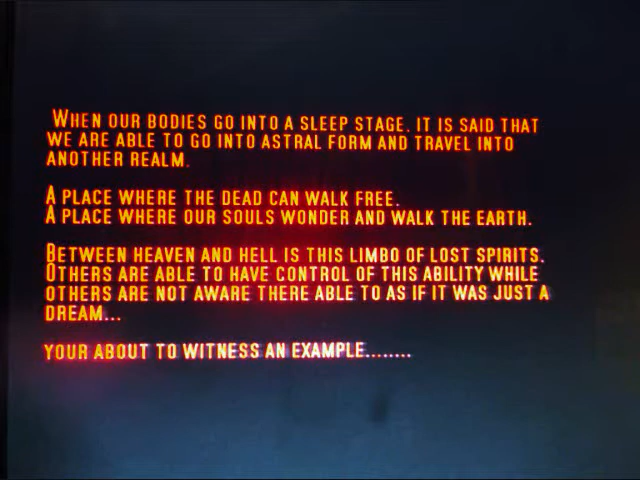 WHEN OUR BODIES GO INTO A SLEEP STAGE. IT IS SAID THAT
WE ARE ABLE TO GO INTO ASTRAL FORM AND TRAVEL INTO
ANOTHER REALM.
A PLACE WHERE THE DEAD CAN WALK FREE.
A PLACE WHERE OUR SOULS WONDER AND WALK THE EARTH.
BETWEEN HEAVEN AND HELL IS THIS LIMBO OF LOST SPIRITS.
OTHERS ARE ABLE TO HAVE CONTROL OF THIS ABILITY WHILE
OTHERS ARE NOT AWARE THERE ABLE TO AS IF IT WAS JUST A
DREAM...
YOUR ABOUT TO WITNESS AN EXAMPLE........